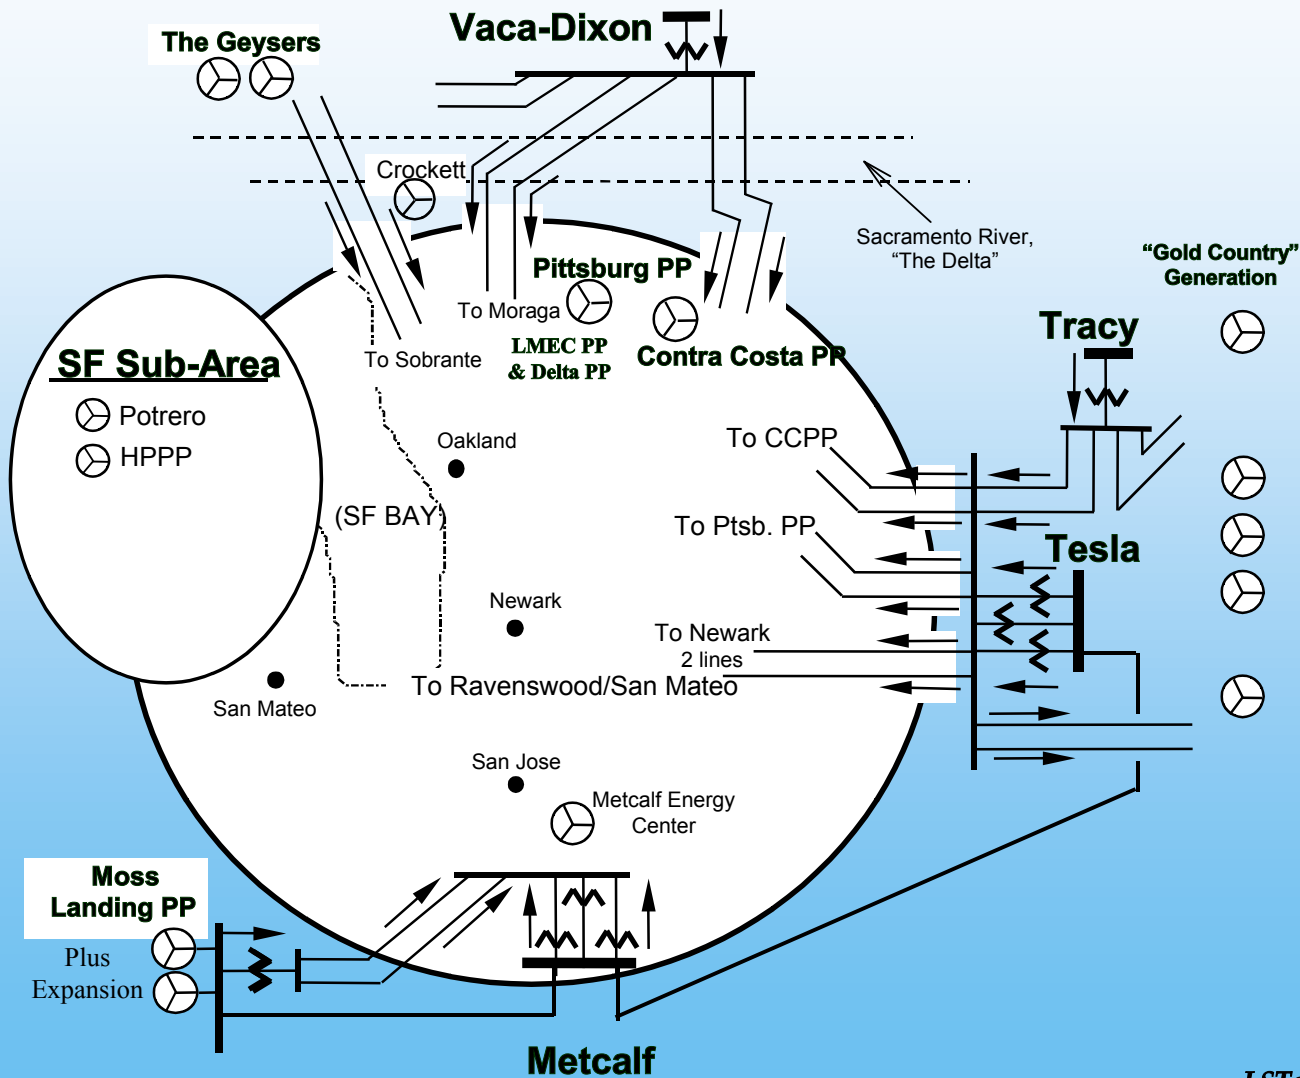 Vaca-Dixon
The Geysers
Crockett
Sacramento River,
“The Delta”
“Gold Country”
Generation
Pittsburg PP
To Moraga
LMEC PP
& Delta PP
Contra Costa PP
To Sobrante
Tracy
SF Sub-Area
Potrero
HPPP
Oakland
To CCPP
(SF BAY)
To Ptsb. PP
Tesla
Newark
To Newark
2 lines
To Ravenswood/San Mateo
San Mateo
San Jose
Metcalf Energy
Center
Moss
Landing PP
Plus
Expansion
Metcalf